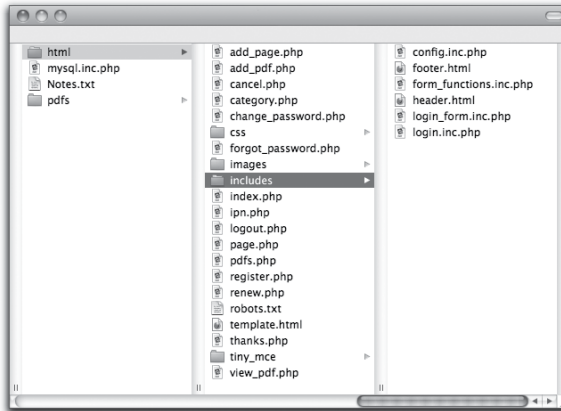 html
mysql.inc.php
Notes.txt
pdfs
add_page.php
add_pdf.php
cancel.php
category.php
change_password.php
css
forgot_password.php
images
includes
index.php
ipn.php
logout.php
page.php
pdfs.php
register.php
renew.php
robots.txt
template.html
thanks.php
tiny_mce
view_pdf.php
config.inc.php
footer.html
form_functions.inc.php
header.html
login_form.inc.php
login.inc.php